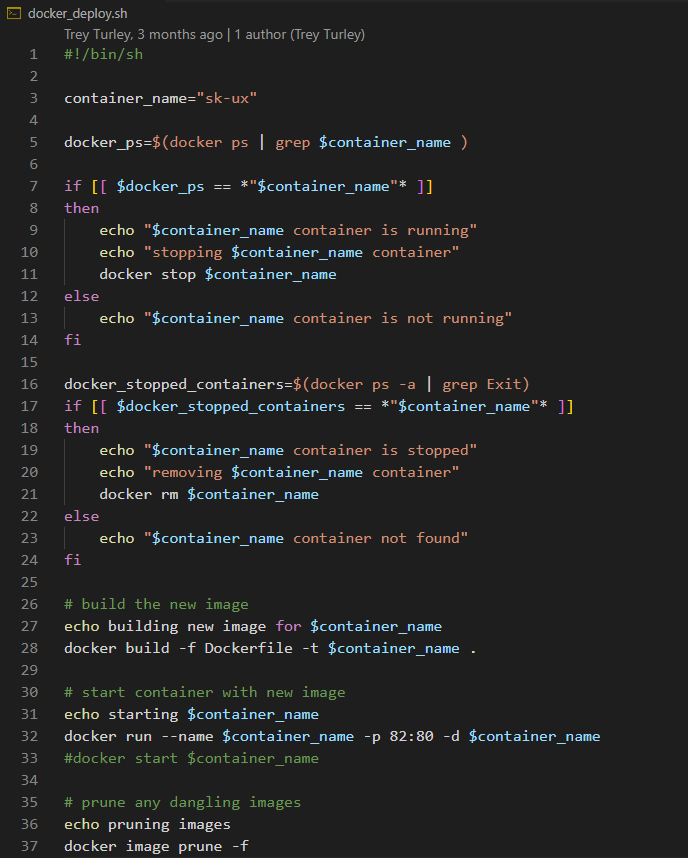 docker_deploy.sh
Trey Turley, 3 months ago | 1 author (Trey Turley)
1 #!/bin/sh
2
3 container_name="sk-ux"
4
5 docker_ps=$(docker ps | grep $container_name )
6
7 if [[ $docker_ps == *"$container_name"* ]]
8 then
9     echo "$container_name container is running"
10     echo "stopping $container_name container"
11     docker stop $container_name
12 else
13     echo "$container_name container is not running"
14 fi
15
16 docker_stopped_containers=$(docker ps -a | grep Exit)
17 if [[ $docker_stopped_containers == *"$container_name"* ]]
18 then
19     echo "$container_name container is stopped"
20     echo "removing $container_name container"
21     docker rm $container_name
22 else
23     echo "$container_name container not found"
24 fi
25
26 # build the new image
27 echo building new image for $container_name
28 docker build -f Dockerfile -t $container_name .
29
30 # start container with new image
31 echo starting $container_name
32 docker run --name $container_name -p 82:80 -d $container_name
33 #docker start $container_name
34
35 # prune any dangling images
36 echo pruning images
37 docker image prune -f